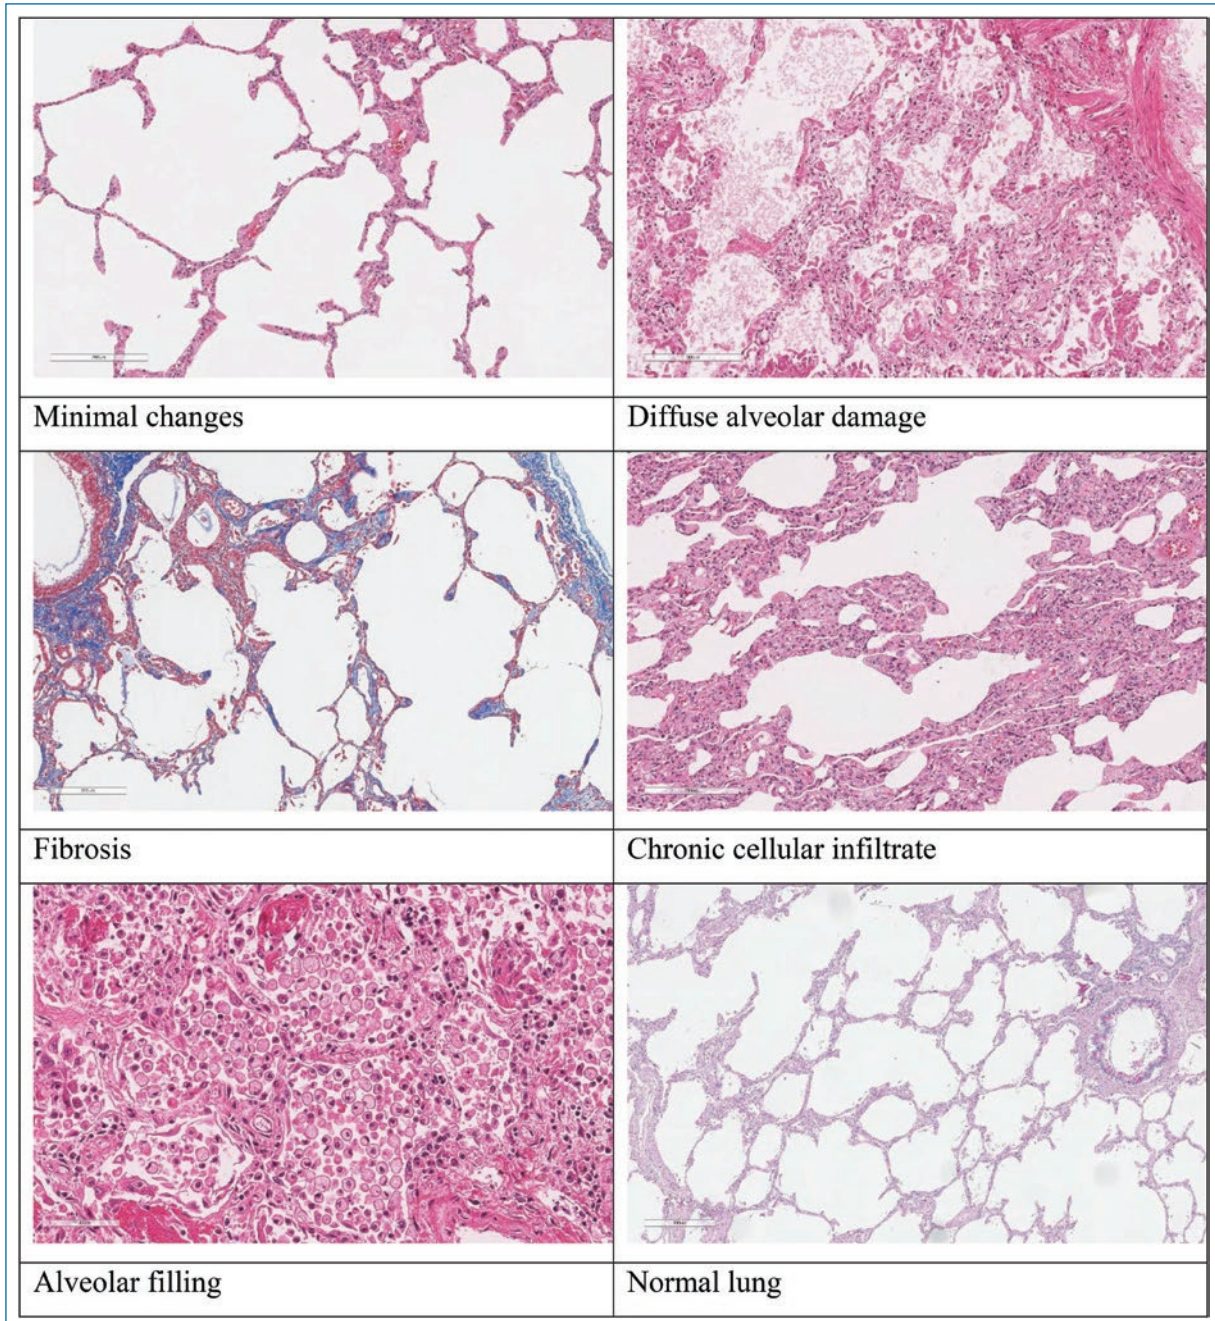 Minimal changes
Diffuse alveolar damage
Fibrosis
Chronic cellular infiltrate
Alveolar filling
Normal lung